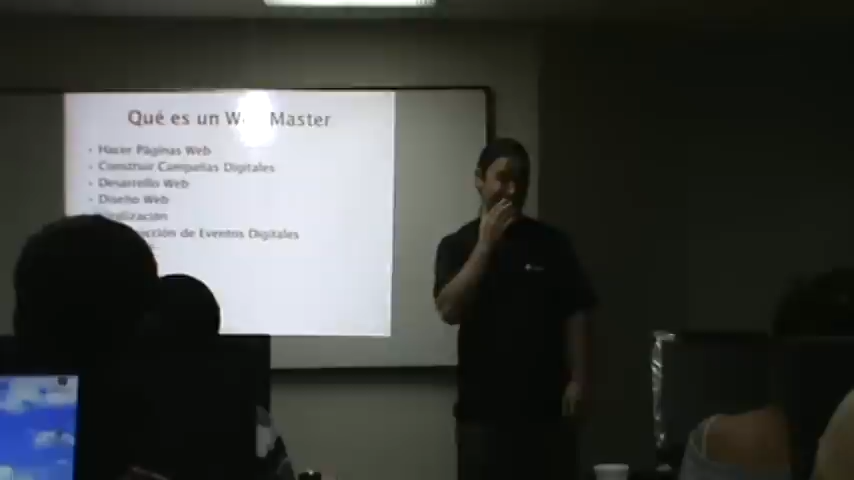 Qué es un W Master
Hacer Páginas Web
Construir Campañas Digitales
Desarrollo Web
Diseño Web
de Eventos Digitales